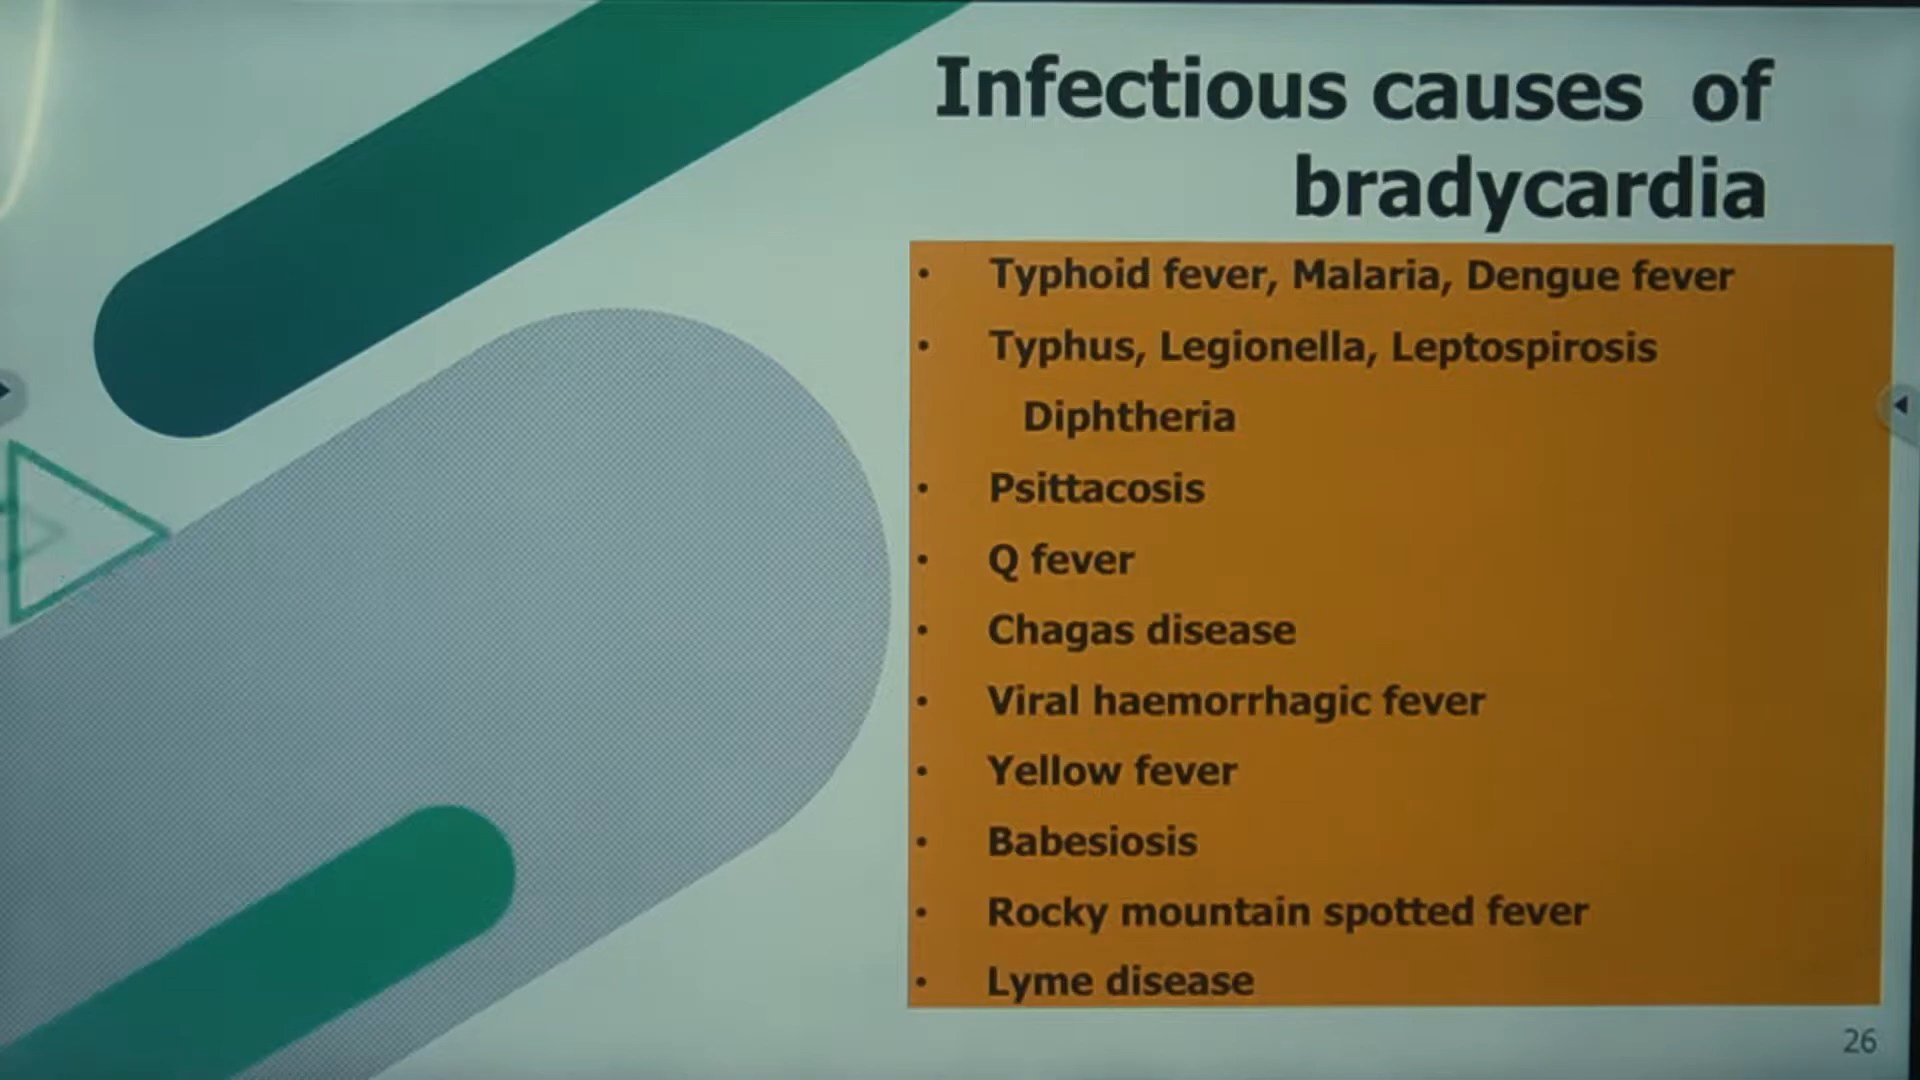 Infectious causes of
bradycardia
• Typhoid fever, Malaria, Dengue fever
• Typhus, Legionella, Leptospirosis
Diphtheria
• Psittacosis
• Q fever
• Chagas disease
• Viral haemorrhagic fever
• Yellow fever
• Babesiosis
• Rocky mountain spotted fever
• Lyme disease
26